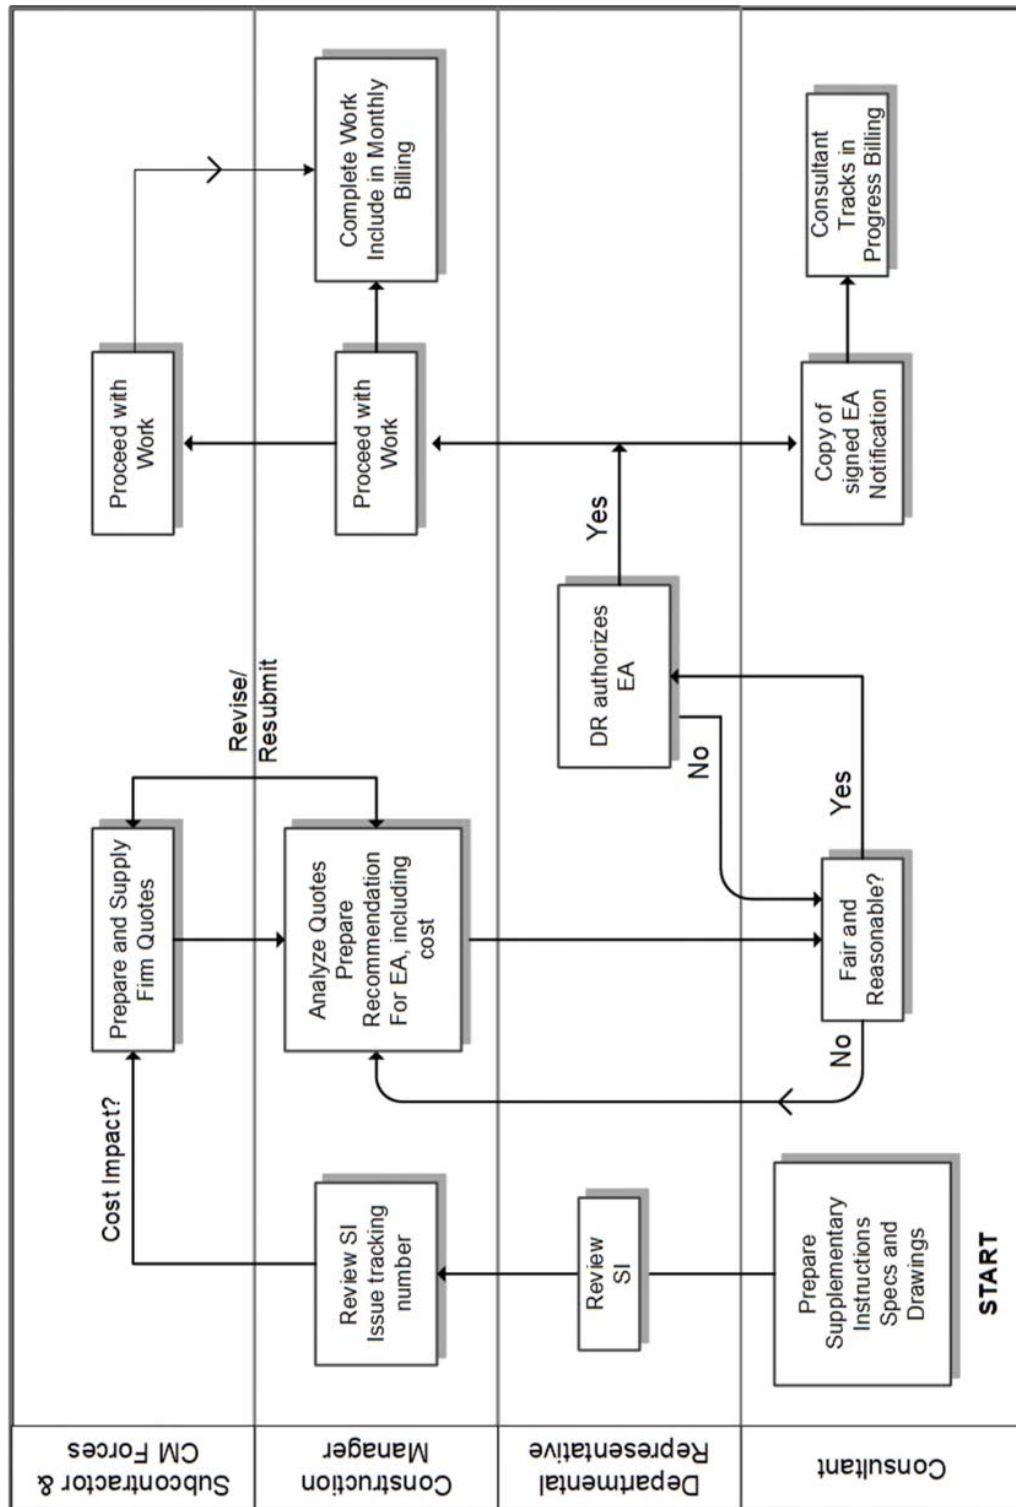 Subcontractor &
CM Forces
Construction
Manager
Departmental
Representative
Consultant
START
Prepare
Supplementary
Instructions
Specs and
Drawings
Review
SI
Review SI
Issue tracking
number
Cost Impact?
Prepare and Supply
Firm Quotes
Revise/
Resubmit
Analyze Quotes
Prepare
Recommendation
For EA, including
cost
Fair and
Reasonable?
No
Yes
DR authorizes
EA
No
Yes
Proceed with
Work
Proceed with
Work
Copy of
signed EA
Notification
Complete Work
Include in Monthly
Billing
Consultant
Tracks in
Progress Billing